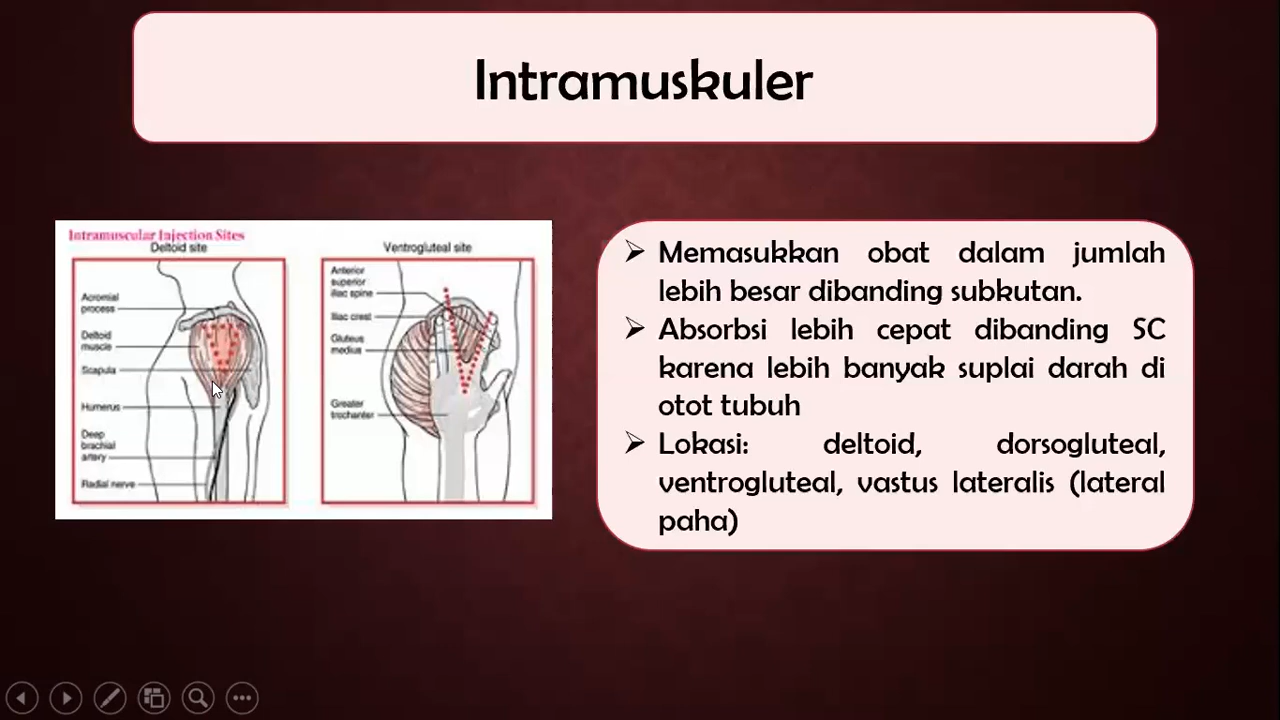 Intramuskuler
Intramuscular Injection Sites
Deltoid site
Acromial
process
Deltoid
muscle
Scapula
Humerus
Deep
brachial
artery
Radial nerve
Ventrogluteal site
Anterior
superior
iliac spine
Iliac crest
Gluteus
medius
Greater
trochanter
Memasukkan obat dalam jumlah
lebih besar dibanding subkutan.
Absorbsi lebih cepat dibanding SC
karena lebih banyak suplai darah di
otot tubuh
Lokasi: deltoid, dorsogluteal,
ventrogluteal, vastus lateralis (lateral
paha)